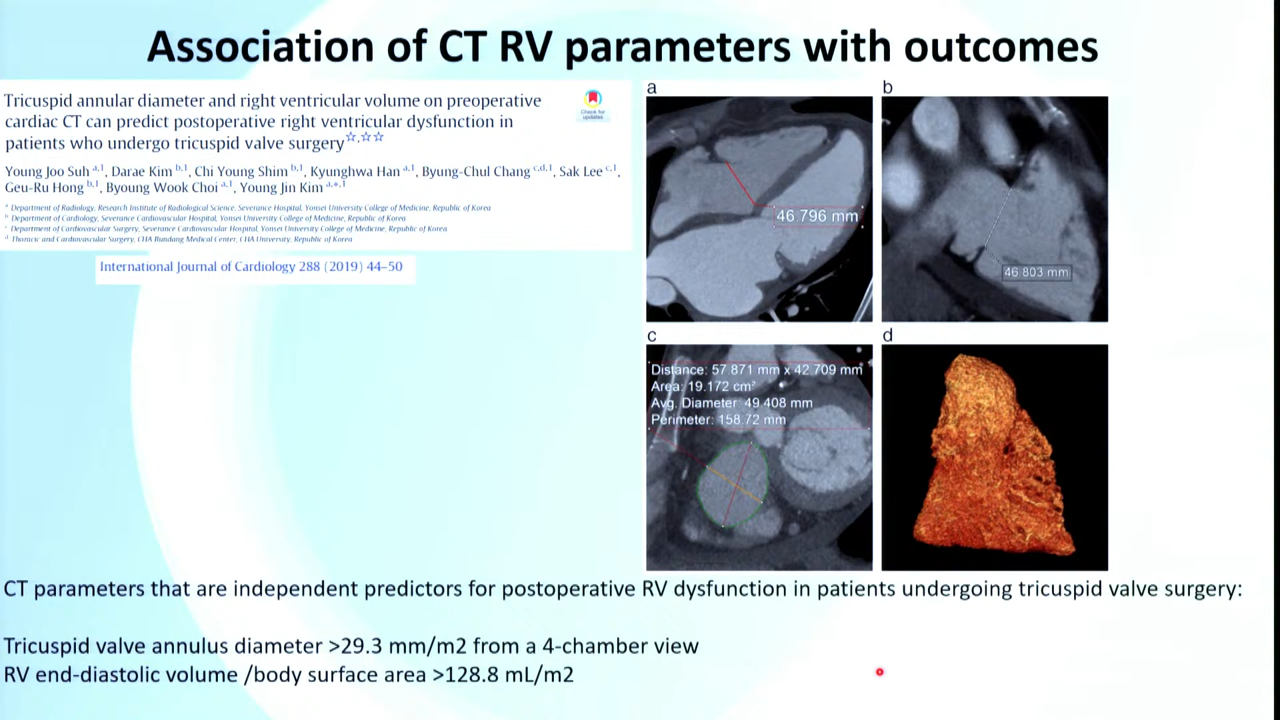 Association of CT RV parameters with outcomes
Tricuspid annular diameter and right ventricular volume on preoperative
cardiac CT can predict postoperative right ventricular dysfunction in
patients who undergo tricuspid valve surgery☆,☆☆
Check for
updates
Young Joo Suh a,1, Darae Kim b,1, Chi Young Shim b,1, Kyunghwa Han a,1, Byung-Chul Chang c,d,1, Sak Lee c,1,
Geu-Ru Hong b,1, Byoung Wook Choi a,1, Young Jin Kim a,*,1
a Department of Radiology, Research Institute of Radiological Science, Severance Hospital, Yonsei University College of Medicine, Republic of Korea
b Department of Cardiology, Severance Cardiovascular Hospital, Yonsei University College of Medicine, Republic of Korea
c Department of Cardiovascular Surgery, Severance Cardiovascular Hospital, Yonsei University College of Medicine, Republic of Korea
d Thoracic and Cardiovascular Surgery, CHA Bundang Medical Center, CHA University, Republic of Korea
International Journal of Cardiology 288 (2019) 44–50
a
46.796 mm
b
46.803 mm
c
Distance: 57.871 mm x 42.709 mm
Area: 19.172 cm²
Avg. Diameter: 49.408 mm
Perimeter: 158.72 mm
d
CT parameters that are independent predictors for postoperative RV dysfunction in patients undergoing tricuspid valve surgery:
Tricuspid valve annulus diameter >29.3 mm/m2 from a 4-chamber view
RV end-diastolic volume /body surface area >128.8 mL/m2